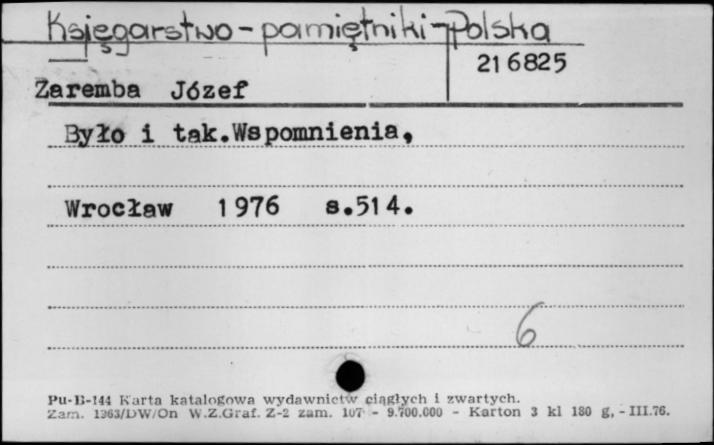 Księgarstwo - pamiętniki - Polska
216825
Zaremba Józef
Było i tak.Wspomnienia,
Wrocław 1976 s.514.
6
Pu-B-144 Karta katalogowa wydawnictw ciągłych i zwartych.
Zam. 1363/DW/On W.Z.Graf. Z-2 zam. 107 - 9.700.000 - Karton 3 kl 180 g, - III.76.